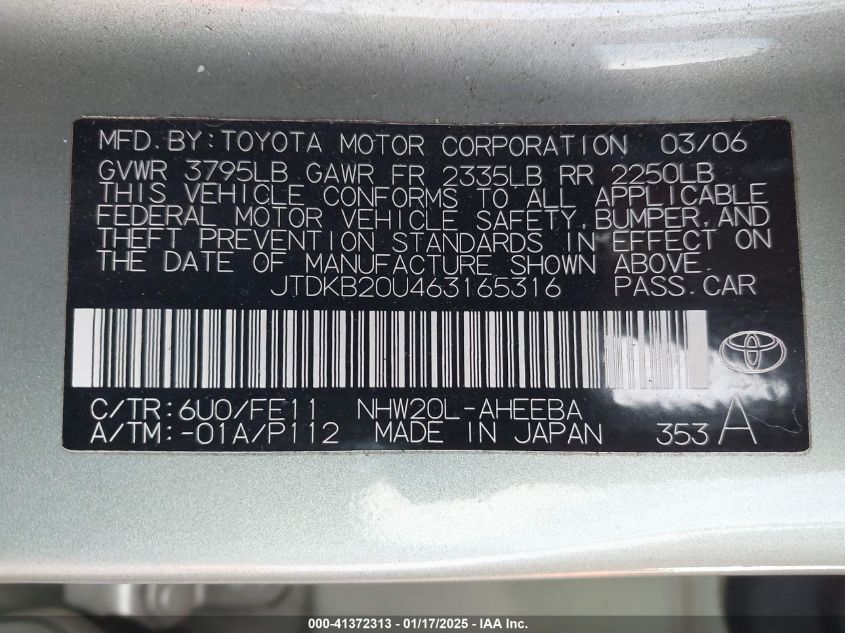 MFD. BY: TOYOTA MOTOR CORPORATION 03/06
GVWR 3795LB GAWR FR 2335LB RR 2250LB
THIS VEHICLE CONFORMS TO ALL APPLICABLE
FEDERAL MOTOR VEHICLE SAFETY, BUMPER, AND
THEFT PREVENTION STANDARDS IN EFFECT ON
THE DATE OF MANUFACTURE SHOWN ABOVE.
JTDKB20U463165316 PASS. CAR
C/TR: 6U0/FE11 NHW20L-AHEEBA
A/TM: -01A/P112 MADE IN JAPAN 353 A
000-41372313 - 01/17/2025 - IAA Inc.